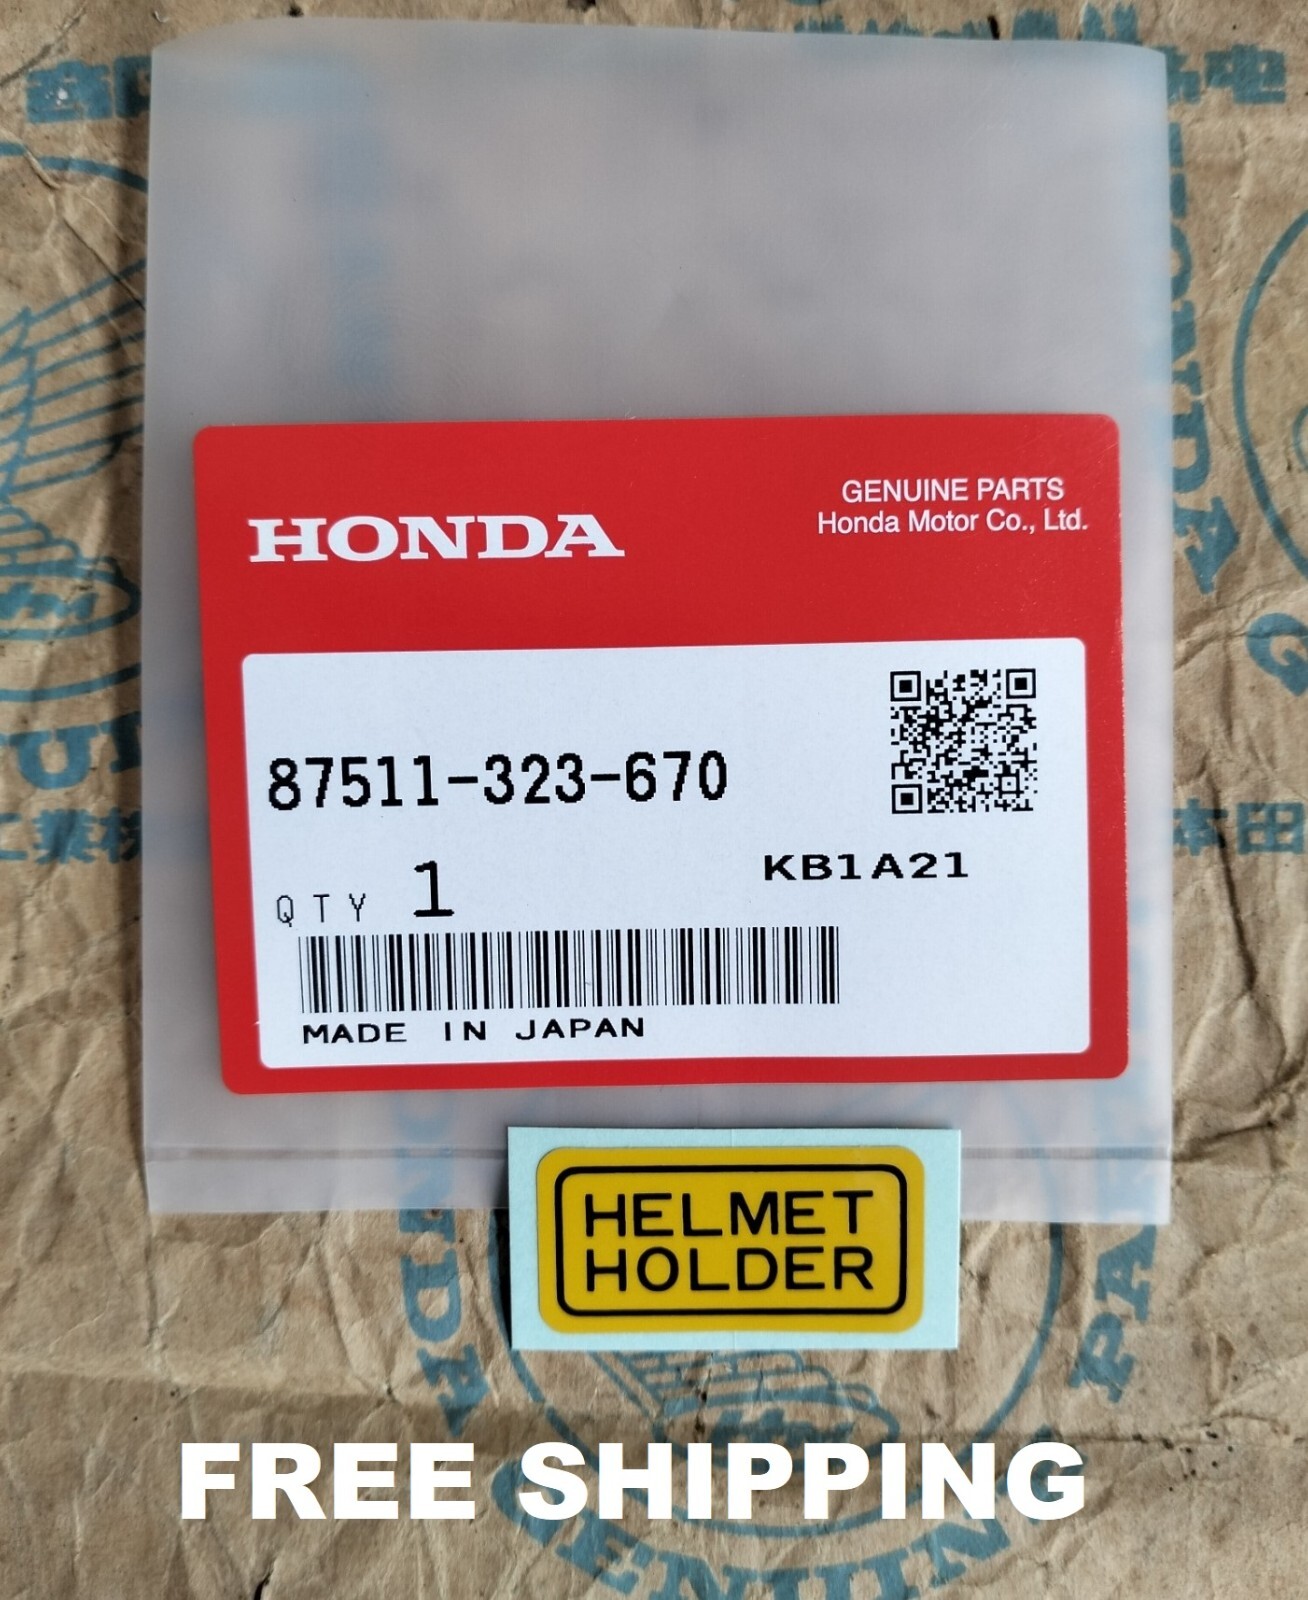 HONDA
GENUINE PARTS
Honda Motor Co., Ltd.
87511-323-670
KB1A21
QTY 1
MADE IN JAPAN
HELMET
HOLDER
FREE SHIPPING